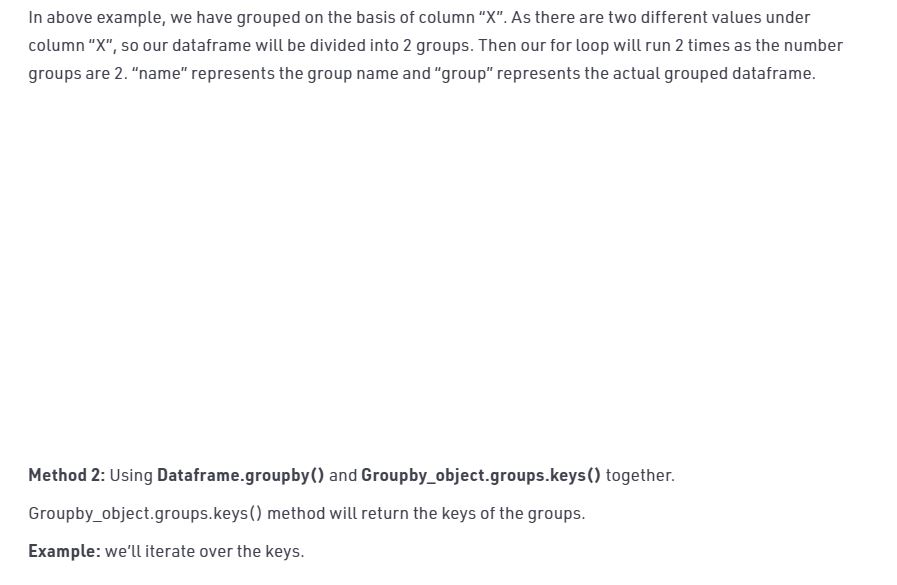 In above example, we have grouped on the basis of column “X”. As there are two different values under
column “X”, so our dataframe will be divided into 2 groups. Then our for loop will run 2 times as the number
groups are 2. “name” represents the group name and “group” represents the actual grouped dataframe.
Method 2: Using Dataframe.groupby() and Groupby_object.groups.keys() together.
Groupby_object.groups.keys() method will return the keys of the groups.
Example: we’ll iterate over the keys.